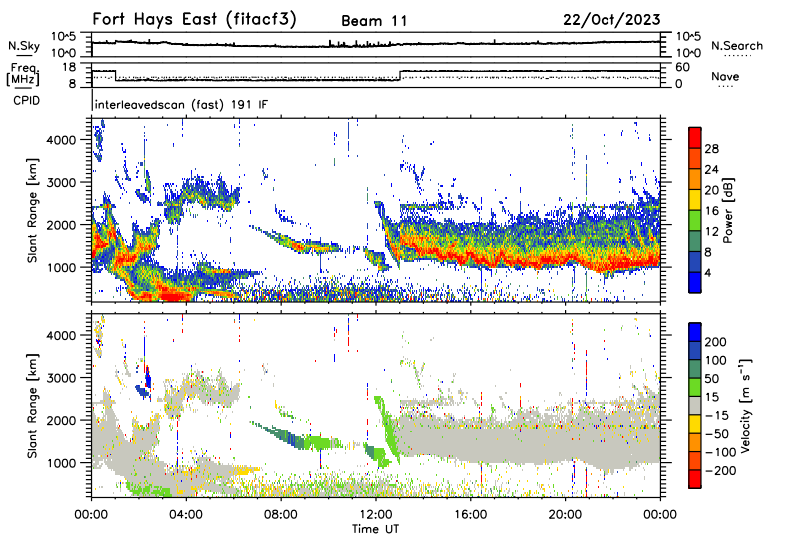 Fort Hays East (fitacf3) Beam 11 22/Oct/2023
N.Sky 10^5 10^0 10^5 10^0 N.Search
Freq. [MHz] 18 8 60 0 Nave
CPID interleavedscan (fast) 191 IF
Slant Range [km]
4000
3000
2000
1000
Power [dB]
28
24
20
16
12
8
4
Slant Range [km]
4000
3000
2000
1000
Velocity [m s⁻¹]
200
100
50
15
−15
−50
−100
−200
00:00 04:00 08:00 12:00 16:00 20:00 00:00
Time UT